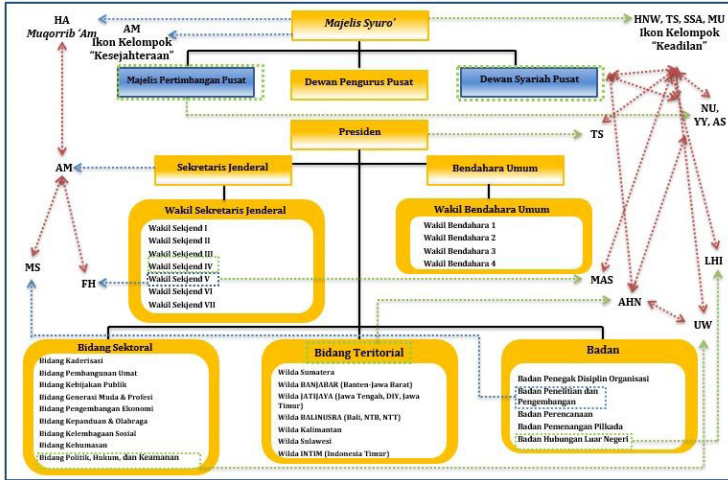 HA
Muqorrib 'Am
AM
Ikon Kelompok
"Kesejahteraan"
Majelis Syuro'
HNW, TS, SSA, MU
Ikon Kelompok
"Keadilan"
Majelis Pertimbangan Pusat
Dewan Pengurus Pusat
Dewan Syariah Pusat
NU,
YY, AS
Presiden
TS
AM
Sekretaris Jenderal
Bendahara Umum
Wakil Sekretaris Jenderal
Wakil Sekjend I
Wakil Sekjend II
Wakil Sekjend III
Wakil Sekjend IV
Wakil Sekjend V
Wakil Sekjend VI
Wakil Sekjend VII
Wakil Bendahara Umum
Wakil Bendahara 1
Wakil Bendahara 2
Wakil Bendahara 3
Wakil Bendahara 4
MS
FH
MAS
LHI
AHN
UW
Bidang Sektoral
Bidang Kaderisasi
Bidang Pembangunan Umat
Bidang Kebijakan Publik
Bidang Generasi Muda & Profesi
Bidang Pengembangan Ekonomi
Bidang Kepanduan & Olahraga
Bidang Kelembagaan Sosial
Bidang Kehumasan
Bidang Politik, Hukum, dan Keamanan
Bidang Teritorial
Wilda Sumatera
Wilda BANJABAR (Banten-Jawa Barat)
Wilda JATIJAYA (Jawa Tengah, DIY, Jawa
Timur)
Wilda BALINUSRA (Bali, NTB, NTT)
Wilda Kalimantan
Wilda Sulawesi
Wilda INTIM (Indonesia Timur)
Badan
Badan Penegak Disiplin Organisasi
Badan Penelitian dan
Pengembangan
Badan Perencanaan
Badan Pemenangan Pilkada
Badan Hubungan Luar Negeri